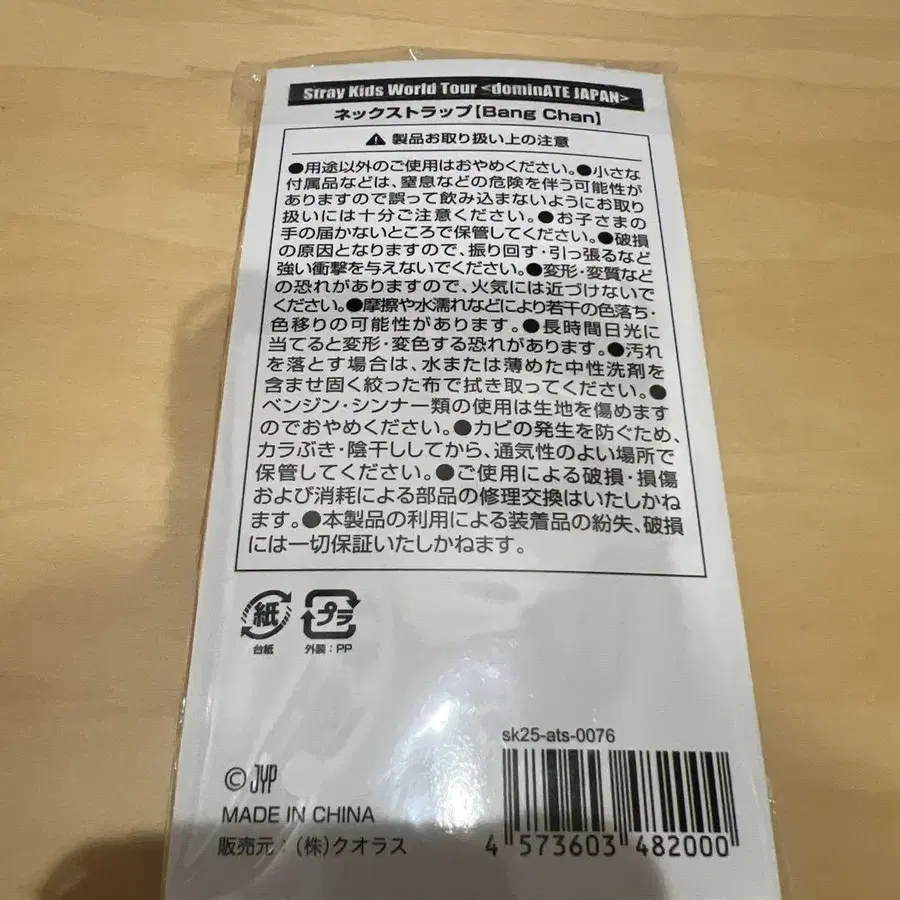 Stray Kids World Tour <dominATE JAPAN>
ネックストラップ【Bang Chan】
⚠ 製品お取り扱い上の注意
●用途以外のご使用はおやめください。●小さな
付属品などは、窒息などの危険を伴う可能性が
ありますので誤って飲み込まないようにお取り
扱いには十分ご注意ください。●お子さまの
手の届かないところで保管してください。●破損
の原因となりますので、振り回す・引っ張るなど
強い衝撃を与えないでください。●変形・変質など
の恐れがありますので、火気には近づけないで
ください。●摩擦や水濡れなどにより若干の色落ち・
色移りの可能性があります。●長時間日光に
当てると変形・変色する恐れがあります。●汚れ
を落とす場合は、水または薄めた中性洗剤を
含ませ固く絞った布で拭き取ってください。●
ベンジン・シンナー類の使用は生地を傷めます
のでおやめください。●カビの発生を防ぐため、
カラぶき・陰干ししてから、通気性のよい場所で
保管してください。●ご使用による破損・損傷
および消耗による部品の修理交換はいたしかね
ます。●本製品の利用による装着品の紛失、破損
には一切保証いたしかねます。
紙
台紙
プラ
外装:PP
sk25-ats-0076
© JYP
MADE IN CHINA
販売元:(株)クオラス
4 573603 482000